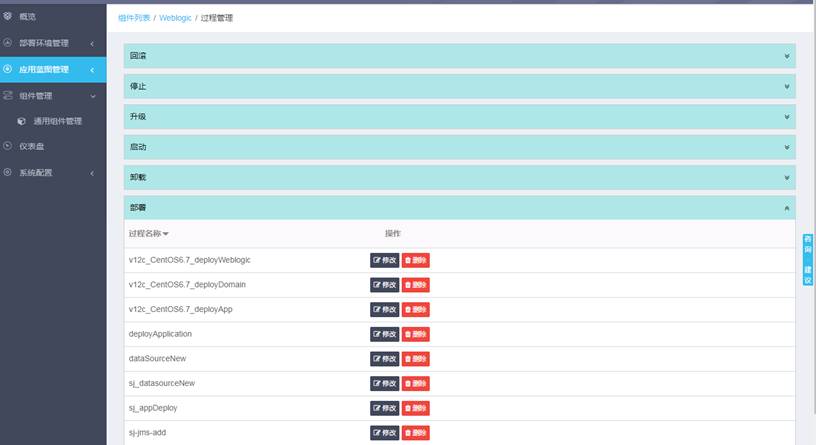 概览
部署环境管理
应用蓝图管理
组件管理
通用组件管理
仪表盘
系统配置
组件列表 / Weblogic / 过程管理
回滚
停止
升级
启动
卸载
部署
过程名称 操作
v12c_CentOS6.7_deployWeblogic 修改 删除
v12c_CentOS6.7_deployDomain 修改 删除
v12c_CentOS6.7_deployApp 修改 删除
deployApplication 修改 删除
dataSourceNew 修改 删除
sj_datasourceNew 修改 删除
sj_appDeploy 修改 删除
sj-jms-add 修改 删除
咨询·建议